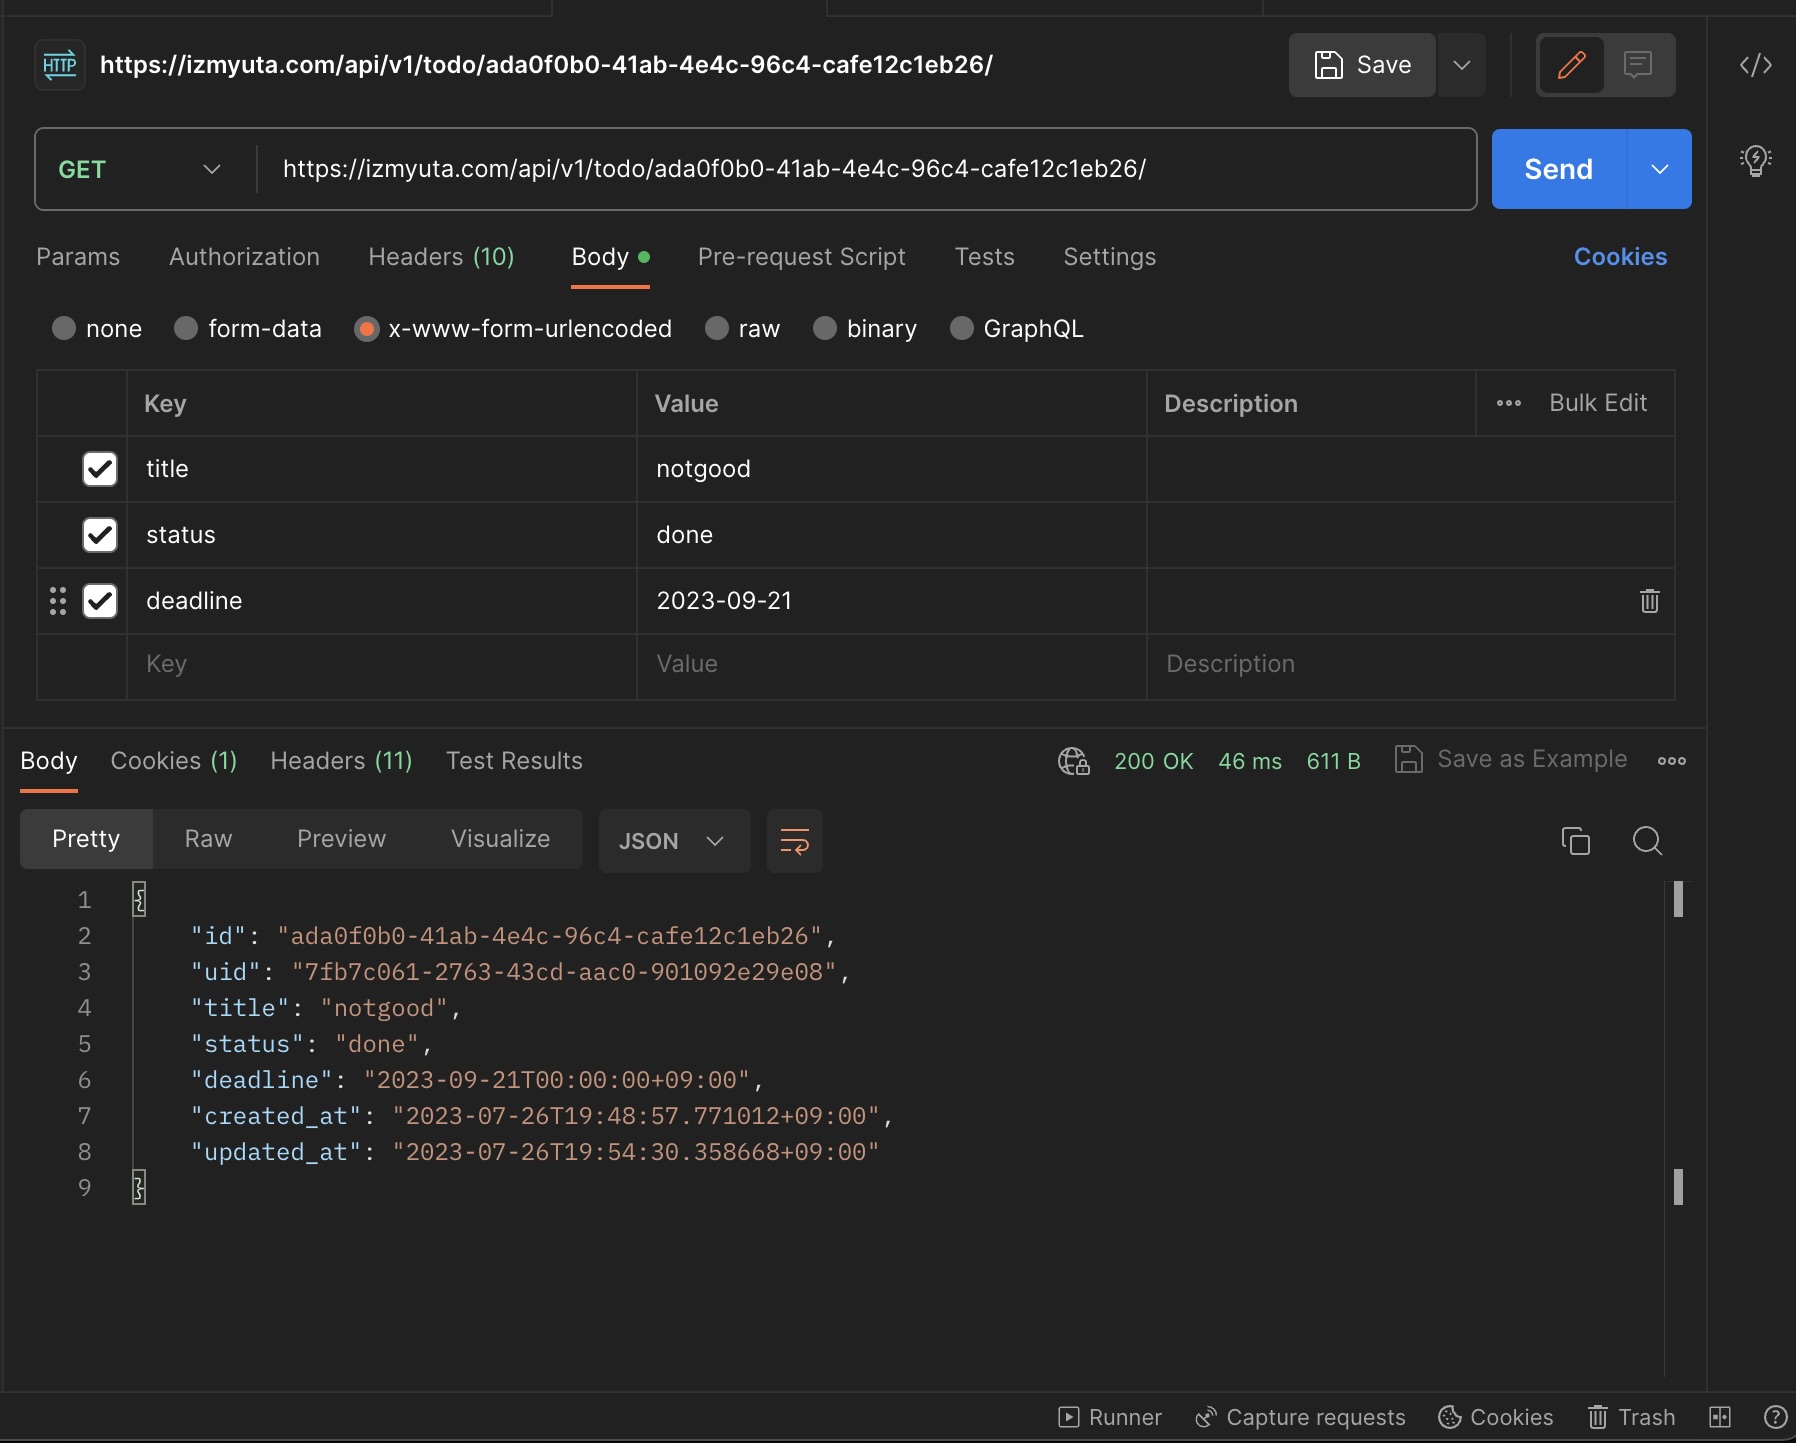 HTTP https://izmyuta.com/api/v1/todo/ada0f0b0-41ab-4e4c-96c4-cafe12c1eb26/ Save
GET https://izmyuta.com/api/v1/todo/ada0f0b0-41ab-4e4c-96c4-cafe12c1eb26/ Send
Params Authorization Headers (10) Body Pre-request Script Tests Settings Cookies
none form-data x-www-form-urlencoded raw binary GraphQL
Key Value Description Bulk Edit
title notgood
status done
deadline 2023-09-21
Key Value Description
Body Cookies (1) Headers (11) Test Results 200 OK 46 ms 611 B Save as Example
Pretty Raw Preview Visualize JSON
1 {
2 "id": "ada0f0b0-41ab-4e4c-96c4-cafe12c1eb26",
3 "uid": "7fb7c061-2763-43cd-aac0-901092e29e08",
4 "title": "notgood",
5 "status": "done",
6 "deadline": "2023-09-21T00:00:00+09:00",
7 "created_at": "2023-07-26T19:48:57.771012+09:00",
8 "updated_at": "2023-07-26T19:54:30.358668+09:00"
9 }
Runner Capture requests Cookies Trash